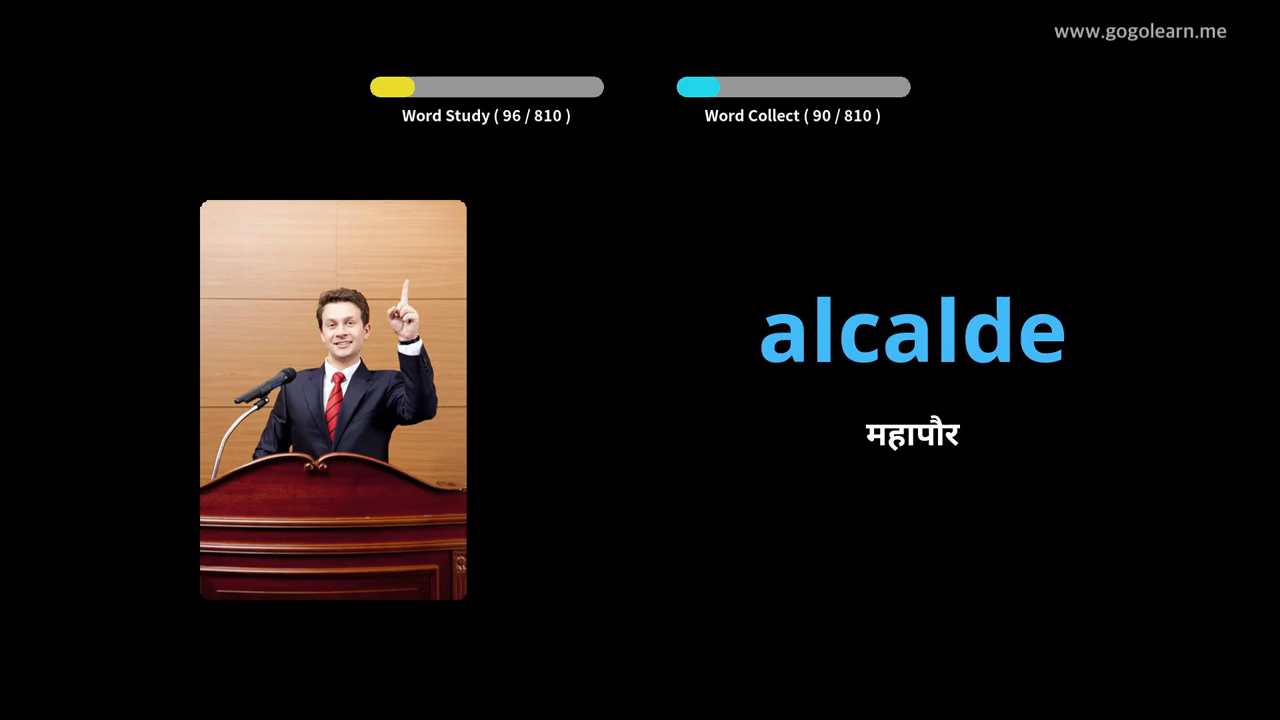 www.gogolearn.me
Word Study ( 96 / 810 )
Word Collect ( 90 / 810 )
alcalde
महापौर